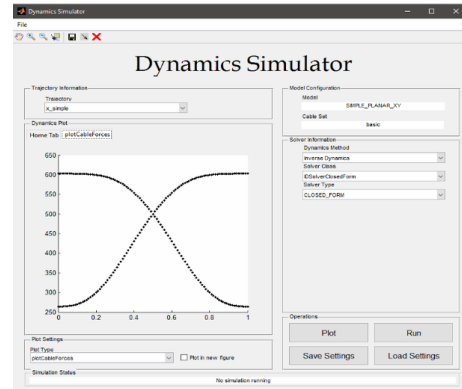 Dynamics Simulator
File
Dynamics Simulator
Trajectory Information
Trajectory
x_simple
Dynamics Plot
Home Tab plotCableForces
650
600
550
500
450
400
350
300
250
0 0.2 0.4 0.6 0.8 1
Plot Settings
Plot Type
plotCableForces
Plot in new figure
Simulation Status
No simulation running
Model Configuration
Model
SIMPLE_PLANAR_XY
Cable Set
basic
Solver Information
Dynamics Method
Inverse Dynamics
Solver Class
IDSolverClosedForm
Solver Type
CLOSED_FORM
Operations
Plot Run
Save Settings Load Settings